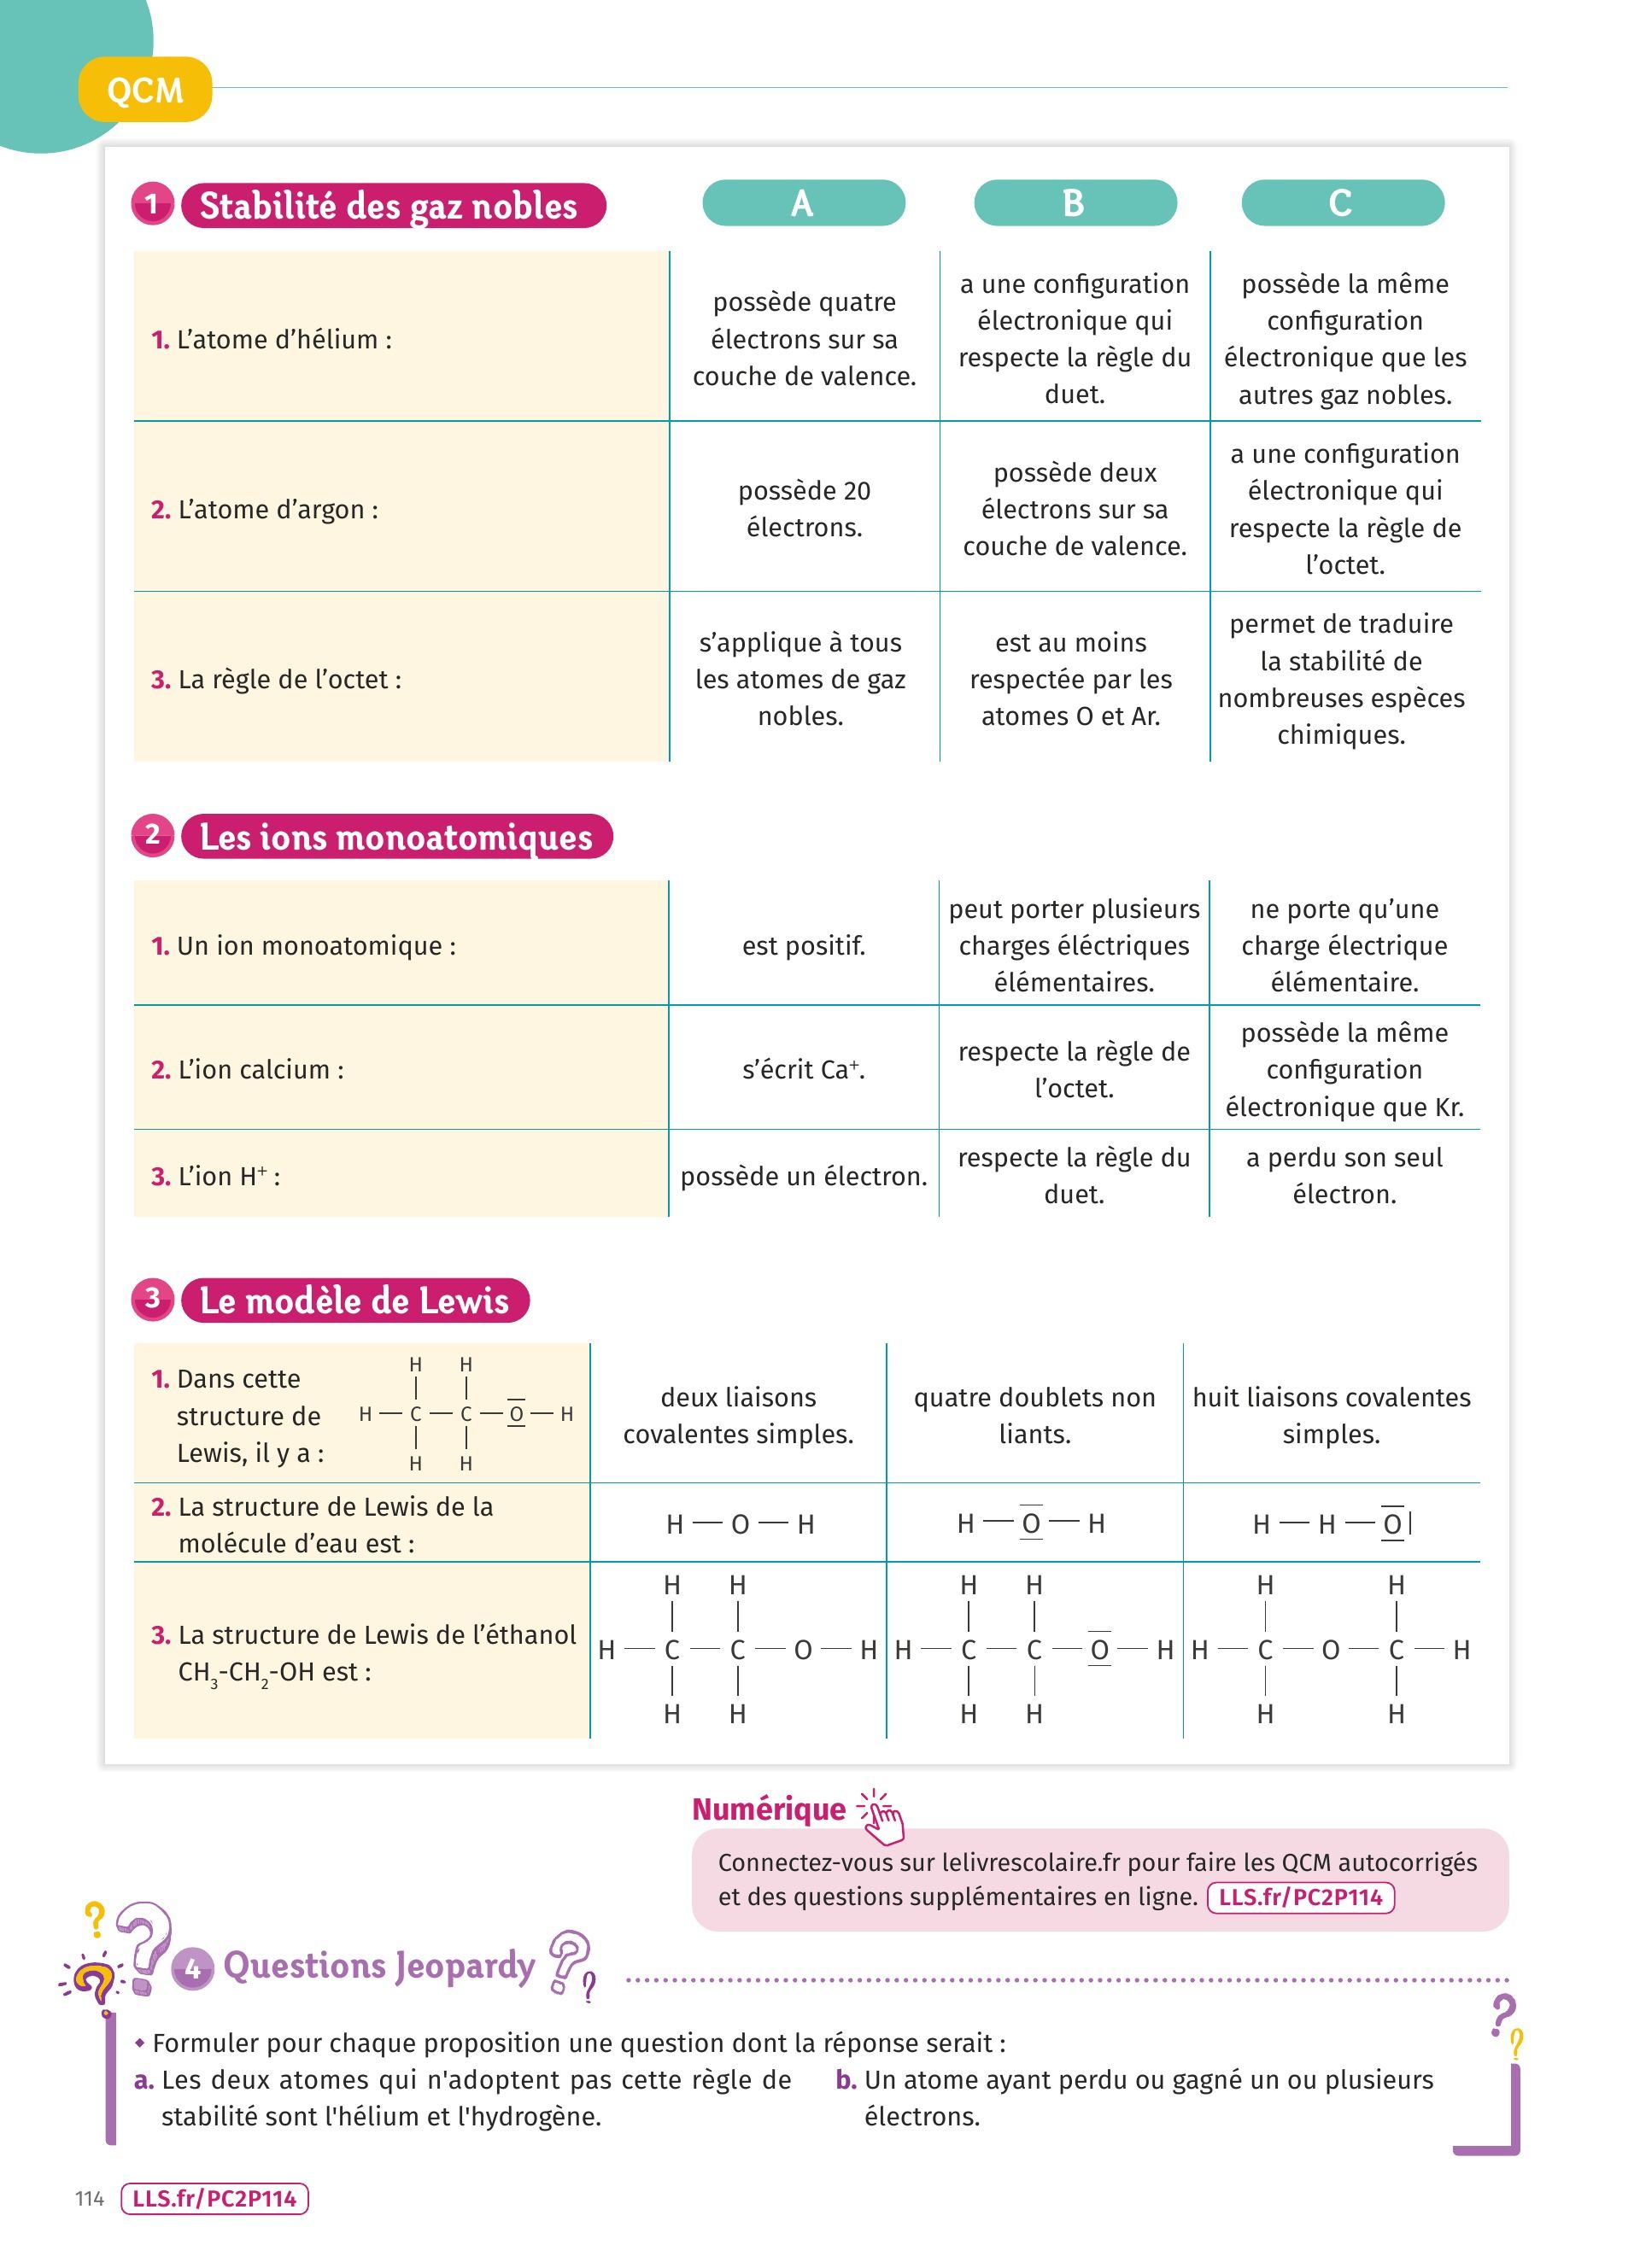 QCM
1 Stabilité des gaz nobles
A
B
C
1. L'atome d'hélium :
possède quatre
électrons sur sa
couche de valence.
a une configuration
électronique qui
respecte la règle du
duet.
possède la même
configuration
électronique que les
autres gaz nobles.
2. L'atome d'argon :
possède 20
électrons.
possède deux
électrons sur sa
couche de valence.
a une configuration
électronique qui
respecte la règle de
l'octet.
3. La règle de l'octet :
s'applique à tous
les atomes de gaz
nobles.
est au moins
respectée par les
atomes O et Ar.
permet de traduire
la stabilité de
nombreuses espèces
chimiques.
2 Les ions monoatomiques
1. Un ion monoatomique :
est positif.
peut porter plusieurs
charges éléctriques
élémentaires.
ne porte qu'une
charge électrique
élémentaire.
2. L'ion calcium :
s'écrit Ca⁺.
respecte la règle de
l'octet.
possède la même
configuration
électronique que Kr.
3. L'ion H⁺ :
possède un électron.
respecte la règle du
duet.
a perdu son seul
électron.
3 Le modèle de Lewis
1. Dans cette
structure de
Lewis, il y a :
H H
H — C — C — O — H
H H
deux liaisons
covalentes simples.
quatre doublets non
liants.
huit liaisons covalentes
simples.
2. La structure de Lewis de la
molécule d'eau est :
H — O — H
H — O — H
H — H — O |
3. La structure de Lewis de l'éthanol
CH₃-CH₂-OH est :
H H
H — C — C — O — H
H H
H H
H — C — C — O — H
H H
H H
H — C — O — C — H
H H
Numérique
Connectez-vous sur lelivrescolaire.fr pour faire les QCM autocorrigés
et des questions supplémentaires en ligne. LLS.fr/PC2P114
4 Questions Jeopardy
Formuler pour chaque proposition une question dont la réponse serait :
a. Les deux atomes qui n'adoptent pas cette règle de
stabilité sont l'hélium et l'hydrogène.
b. Un atome ayant perdu ou gagné un ou plusieurs
électrons.
114 LLS.fr/PC2P114